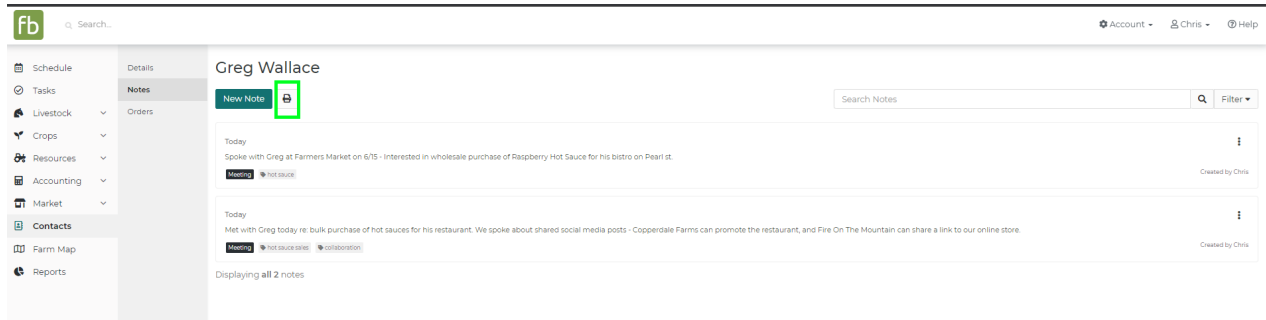 fb
Search...
Account
Chris
Help
Schedule
Tasks
Livestock
Crops
Resources
Accounting
Market
Contacts
Farm Map
Reports
Details
Notes
Orders
Greg Wallace
New Note
Search Notes
Filter
Today
Spoke with Greg at Farmers Market on 6/15 - Interested in wholesale purchase of Raspberry Hot Sauce for his bistro on Pearl st.
Meeting hot sauce
Created by Chris
Today
Met with Greg today re: bulk purchase of hot sauces for his restaurant. We spoke about shared social media posts - Copperdale Farms can promote the restaurant, and Fire On The Mountain can share a link to our online store.
Meeting hot sauce sales collaboration
Created by Chris
Displaying all 2 notes